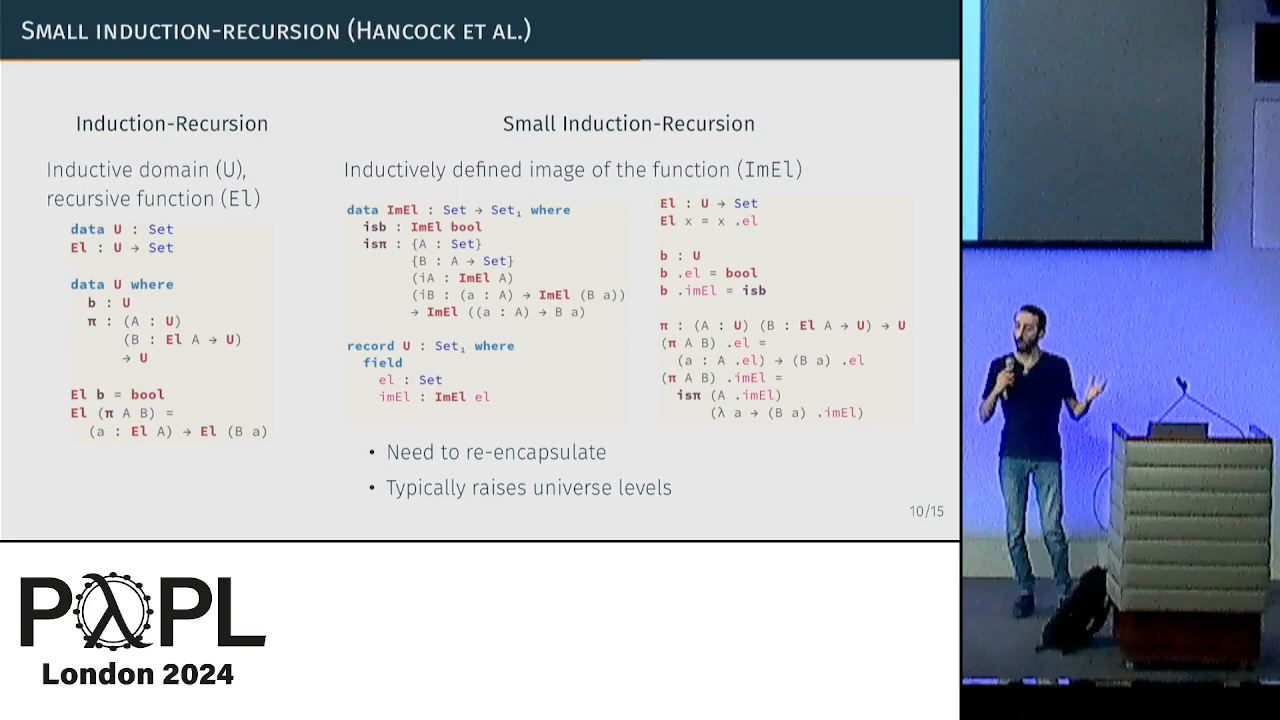 Small induction-recursion (Hancock et al.)
Induction-Recursion
Inductive domain (U),
recursive function (El)
data U : Set
El : U → Set
data U where
b : U
π : (A : U)
(B : El A → U)
→ U
El b = bool
El (π A B) =
(a : El A) → El (B a)
Small Induction-Recursion
Inductively defined image of the function (ImEl)
data ImEl : Set → Set₁ where
isb : ImEl bool
isπ : {A : Set}
{B : A → Set}
(iA : ImEl A)
(iB : (a : A) → ImEl (B a))
→ ImEl ((a : A) → B a)
record U : Set₁ where
field
el : Set
imEl : ImEl el
El : U → Set
El x = x .el
b : U
b .el = bool
b .imEl = isb
π : (A : U) (B : El A → U) → U
(π A B) .el =
(a : A .el) → (B a) .el
(π A B) .imEl =
isπ (A .imEl)
(λ a → (B a) .imEl)
• Need to re-encapsulate
• Typically raises universe levels
10/15
PλPL
London 2024